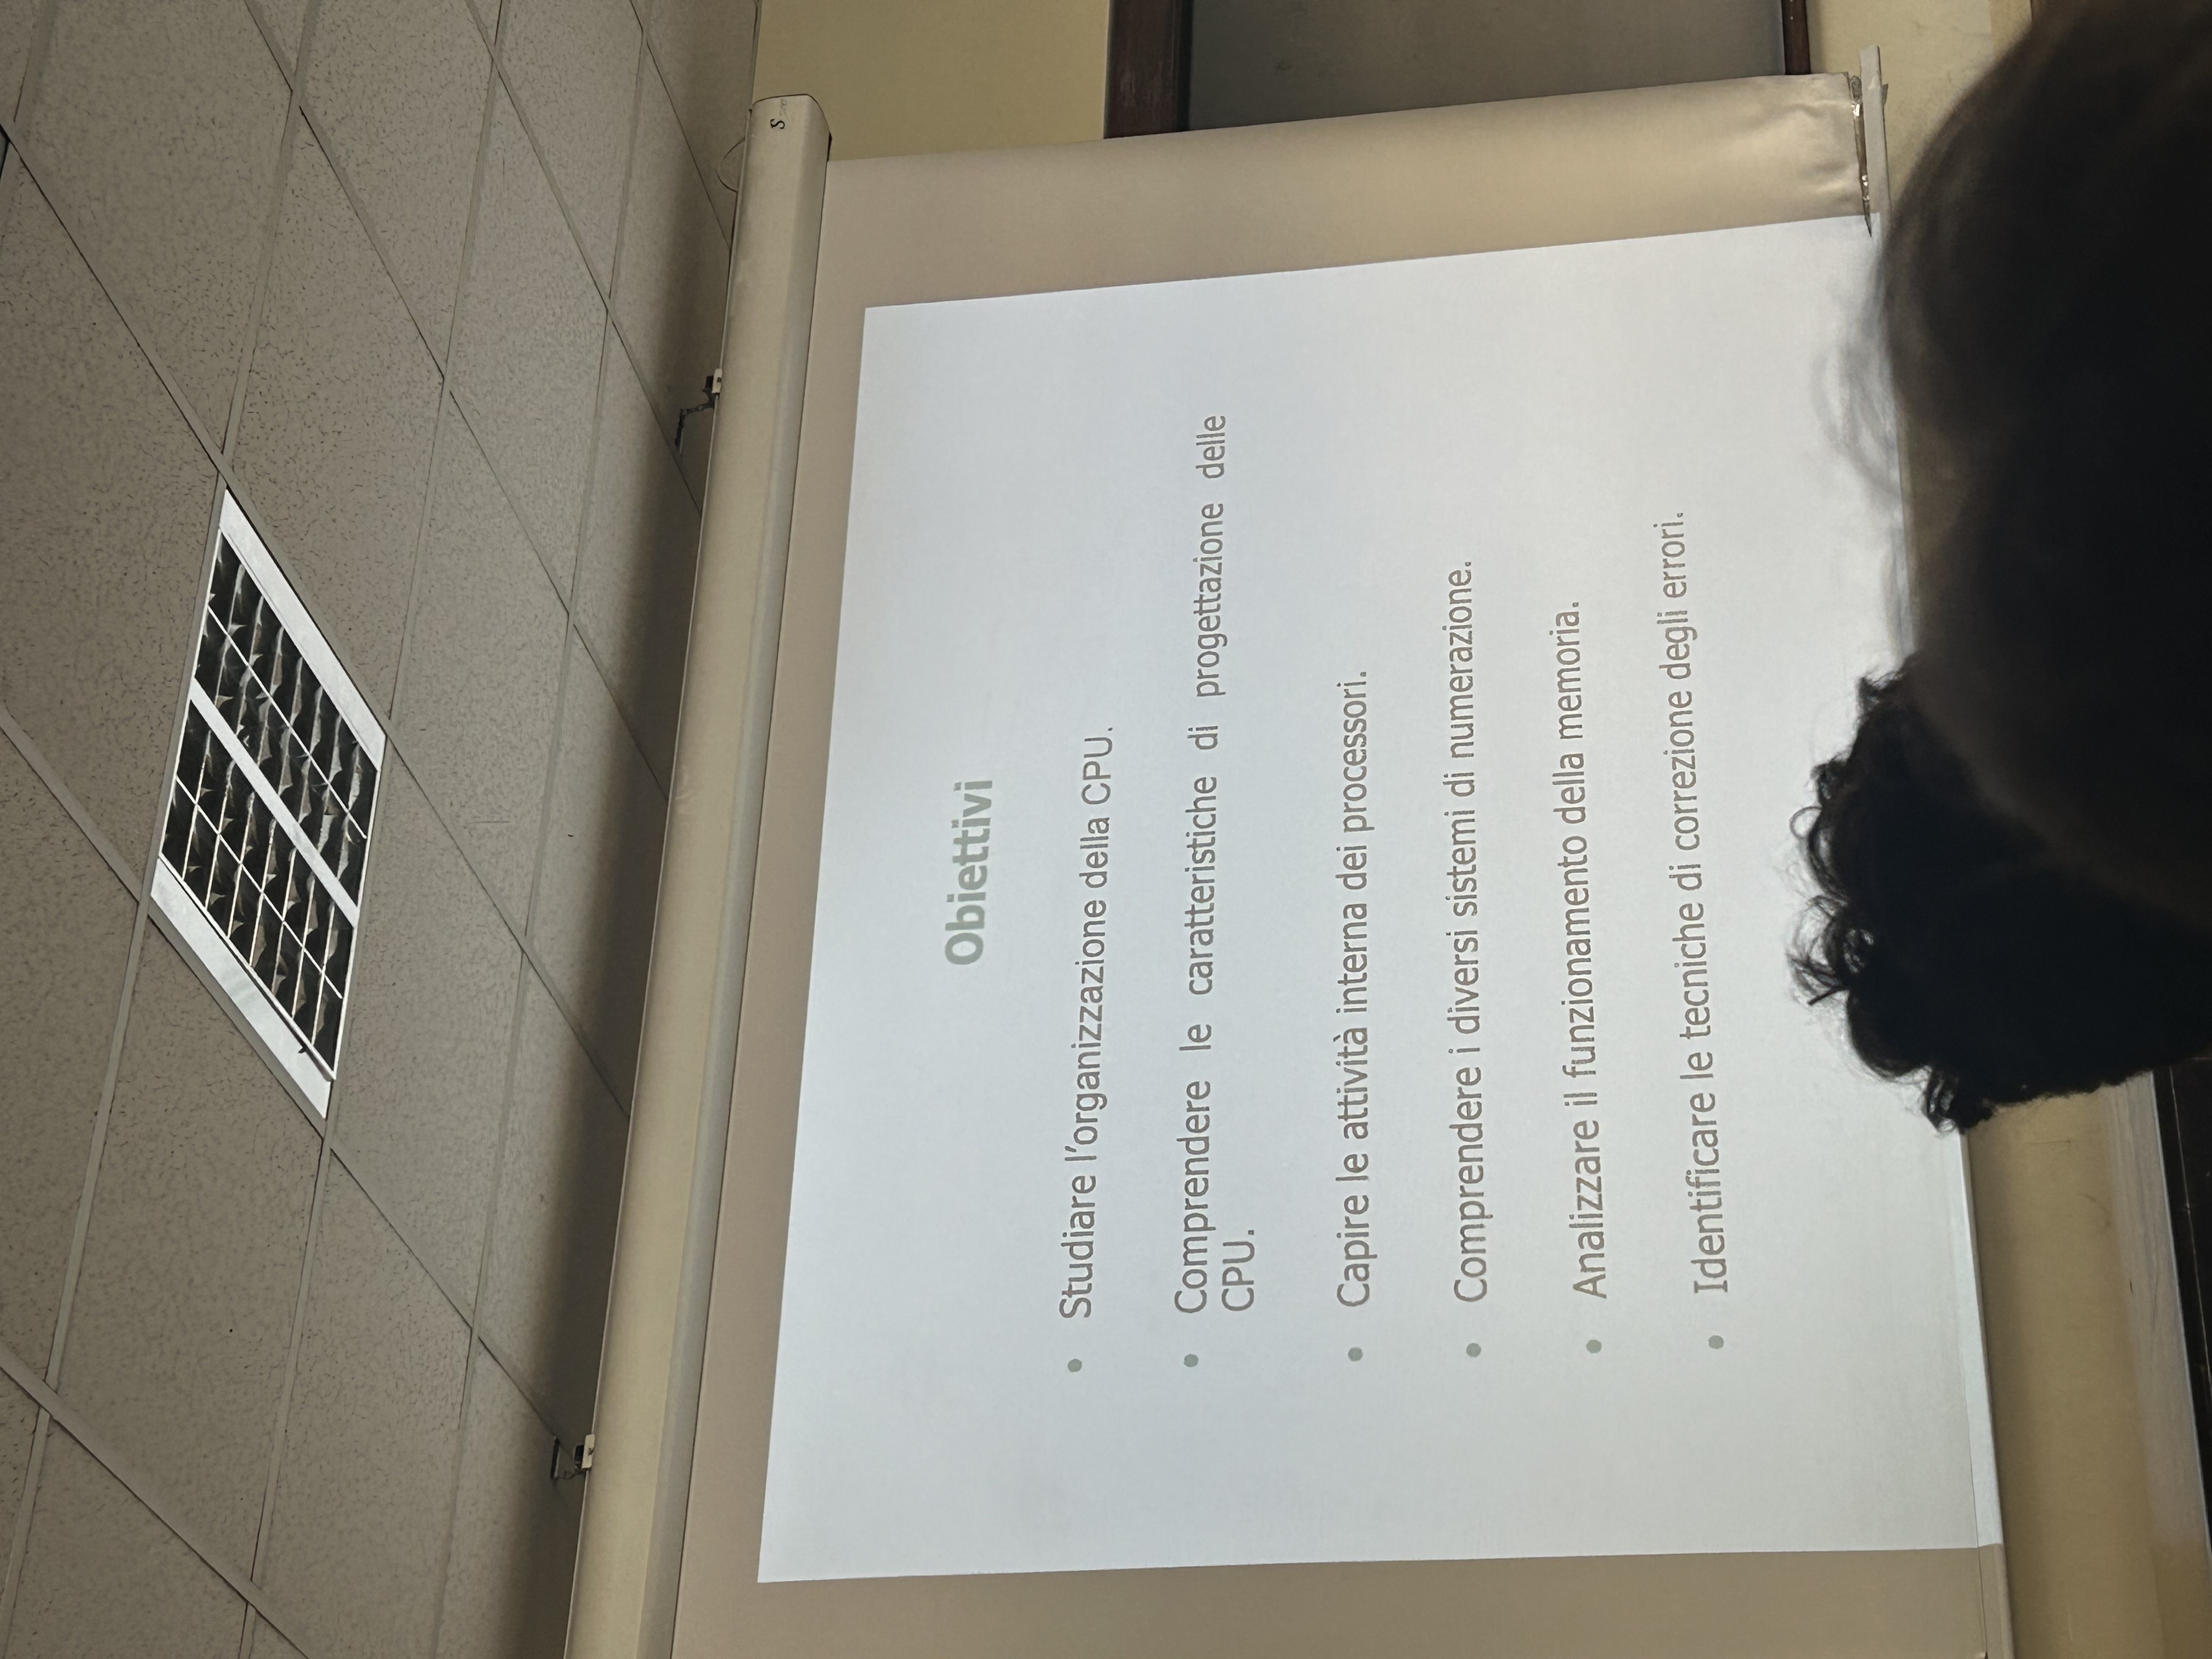 S
Obiettivi
• Studiare l'organizzazione della CPU.
• Comprendere le caratteristiche di progettazione delle
CPU.
• Capire le attività interna dei processori.
• Comprendere i diversi sistemi di numerazione.
• Analizzare il funzionamento della memoria.
• Identificare le tecniche di correzione degli errori.